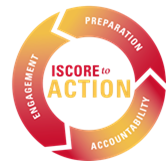 PREPARATION
ISCORE to
ACTION
ENGAGEMENT
ACCOUNTABILITY